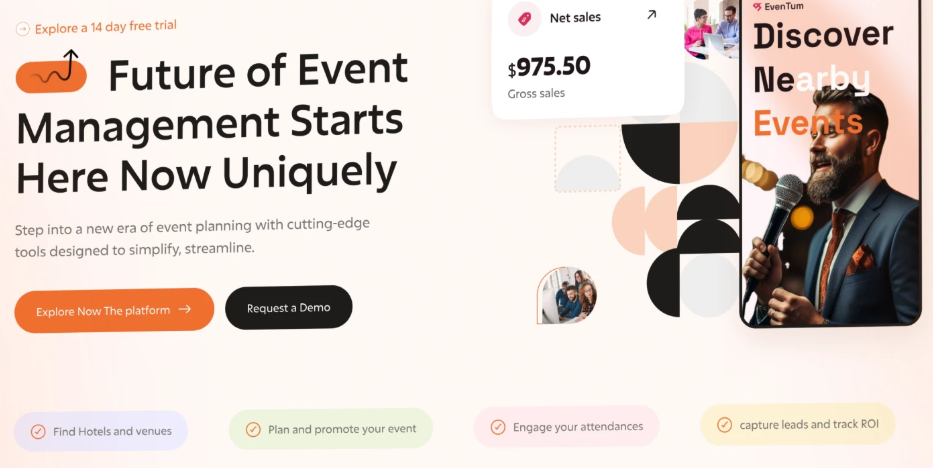 Explore a 14 day free trial
Future of Event
Management Starts
Here Now Uniquely
Step into a new era of event planning with cutting-edge
tools designed to simplify, streamline.
Explore Now The platform
Request a Demo
Net sales
$975.50
Gross sales
EvenTum
Discover
Nearby
Events
Find Hotels and venues
Plan and promote your event
Engage your attendances
capture leads and track ROI